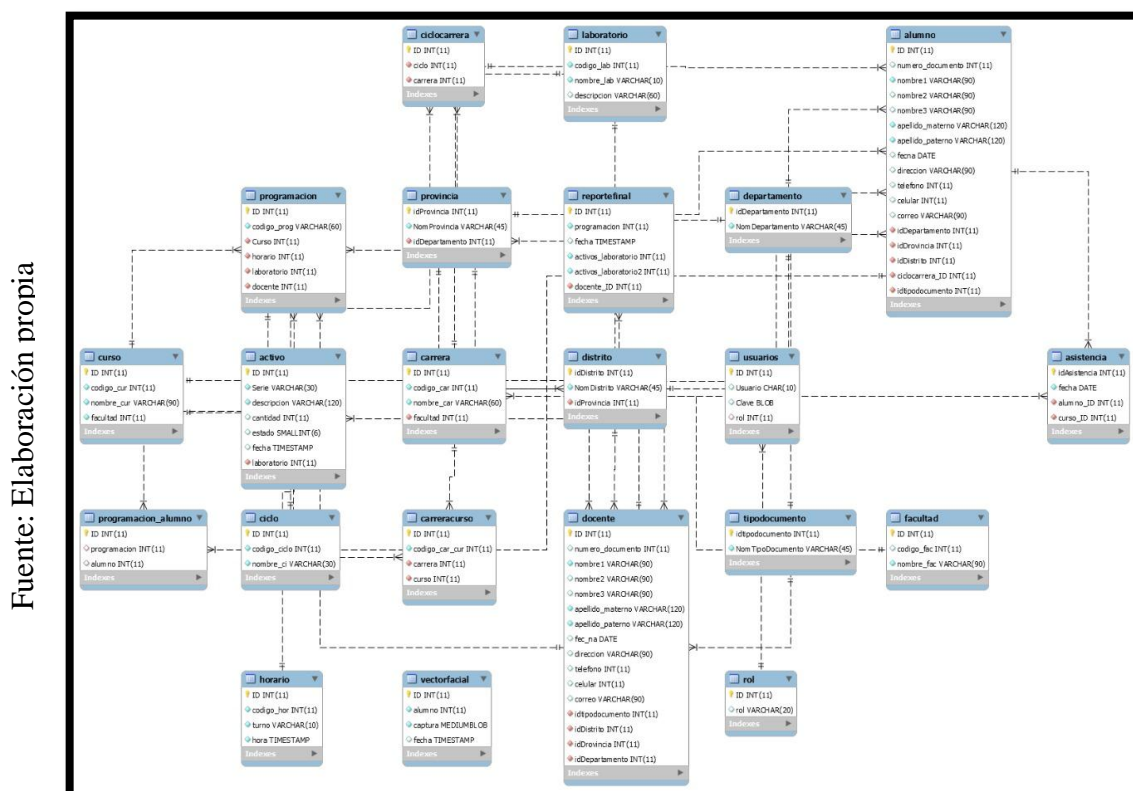 Fuente: Elaboración propia
ciclocarrera
ID INT(11)
ciclo INT(11)
carrera INT(11)
Indexes
laboratorio
ID INT(11)
codigo_lab INT(11)
nombre_lab VARCHAR(10)
descripcion VARCHAR(60)
Indexes
alumno
ID INT(11)
numero_documento INT(11)
nombre1 VARCHAR(90)
nombre2 VARCHAR(90)
nombre3 VARCHAR(90)
apellido_materno VARCHAR(120)
apellido_paterno VARCHAR(120)
fecna DATE
direccion VARCHAR(90)
telefono INT(11)
celular INT(11)
correo VARCHAR(90)
idDepartamento INT(11)
idProvincia INT(11)
idDistrito INT(11)
ciclocarrera_ID INT(11)
idtipodocumento INT(11)
Indexes
programacion
ID INT(11)
codigo_prog VARCHAR(60)
Curso INT(11)
horario INT(11)
laboratorio INT(11)
docente INT(11)
Indexes
provincia
idProvincia INT(11)
NomProvincia VARCHAR(45)
idDepartamento INT(11)
Indexes
reportefinal
ID INT(11)
programacion INT(11)
fecha TIMESTAMP
activos_laboratorio INT(11)
activos_laboratorio2 INT(11)
docente_ID INT(11)
Indexes
departamento
idDepartamento INT(11)
NomDepartamento VARCHAR(45)
Indexes
curso
ID INT(11)
codigo_cur INT(11)
nombre_cur VARCHAR(90)
facultad INT(11)
Indexes
activo
ID INT(11)
Serie VARCHAR(30)
descripcion VARCHAR(120)
cantidad INT(11)
estado SMALLINT(6)
fecha TIMESTAMP
laboratorio INT(11)
Indexes
carrera
ID INT(11)
codigo_car INT(11)
nombre_car VARCHAR(60)
facultad INT(11)
Indexes
distrito
idDistrito INT(11)
NomDistrito VARCHAR(45)
idProvincia INT(11)
Indexes
usuarios
ID INT(11)
Usuario CHAR(10)
Clave BLOB
rol INT(11)
Indexes
asistencia
idAsistencia INT(11)
fecha DATE
alumno_ID INT(11)
curso_ID INT(11)
Indexes
programacion_alumno
ID INT(11)
programacion INT(11)
alumno INT(11)
Indexes
ciclo
ID INT(11)
codigo_ciclo INT(11)
nombre_ci VARCHAR(30)
Indexes
carreracurso
ID INT(11)
codigo_car_cur INT(11)
carrera INT(11)
curso INT(11)
Indexes
docente
ID INT(11)
numero_documento INT(11)
nombre1 VARCHAR(90)
nombre2 VARCHAR(90)
nombre3 VARCHAR(90)
apellido_materno VARCHAR(120)
apellido_paterno VARCHAR(120)
fec_na DATE
direccion VARCHAR(90)
telefono INT(11)
celular INT(11)
correo VARCHAR(90)
idtipodocumento INT(11)
idDistrito INT(11)
idProvincia INT(11)
idDepartamento INT(11)
Indexes
tipodocumento
idtipodocumento INT(11)
NomTipoDocumento VARCHAR(45)
Indexes
facultad
ID INT(11)
codigo_fac INT(11)
nombre_fac VARCHAR(90)
Indexes
horario
ID INT(11)
codigo_hor INT(11)
turno VARCHAR(10)
hora TIMESTAMP
Indexes
vectorfacial
ID INT(11)
alumno INT(11)
captura MEDIUMBLOB
fecha TIMESTAMP
Indexes
rol
ID INT(11)
rol VARCHAR(20)
Indexes